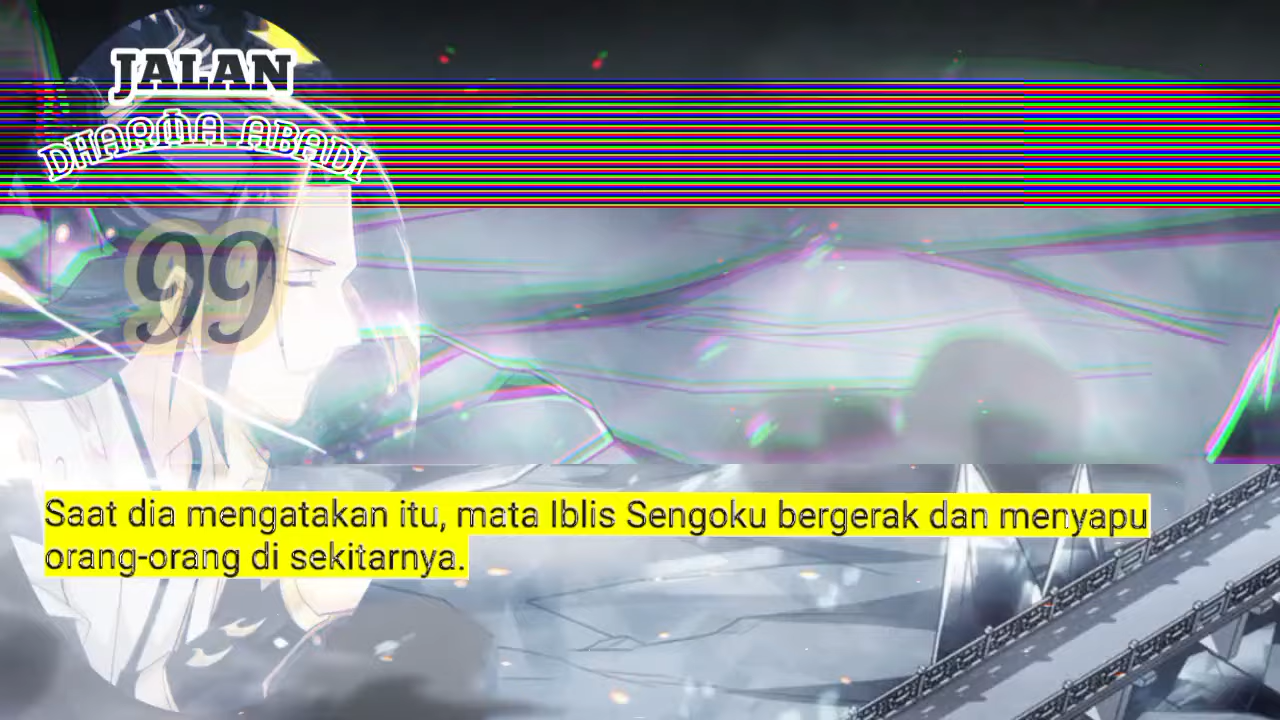 JALAN
DHARMA ABADI
99
Saat dia mengatakan itu, mata Iblis Sengoku bergerak dan menyapu
orang-orang di sekitarnya.